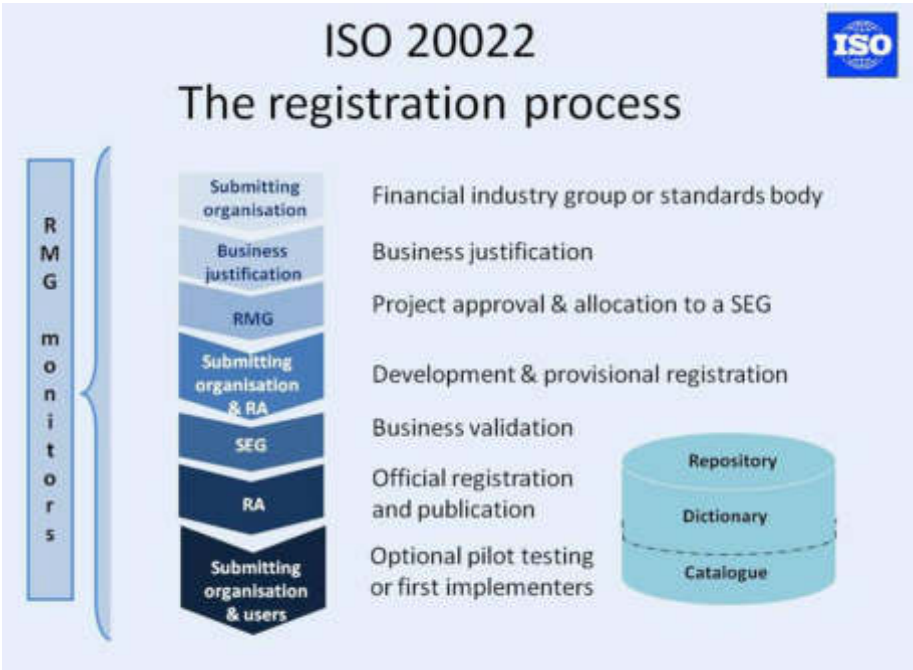 ISO 20022
ISO
The registration process
RMG monitors
Submitting
organisation
Financial industry group or standards body
Business
justification
Business justification
RMG
Project approval & allocation to a SEG
Submitting
organisation
& RA
Development & provisional registration
SEG
Business validation
RA
Official registration
and publication
Submitting
organisation
& users
Optional pilot testing
or first implementers
Repository
Dictionary
Catalogue